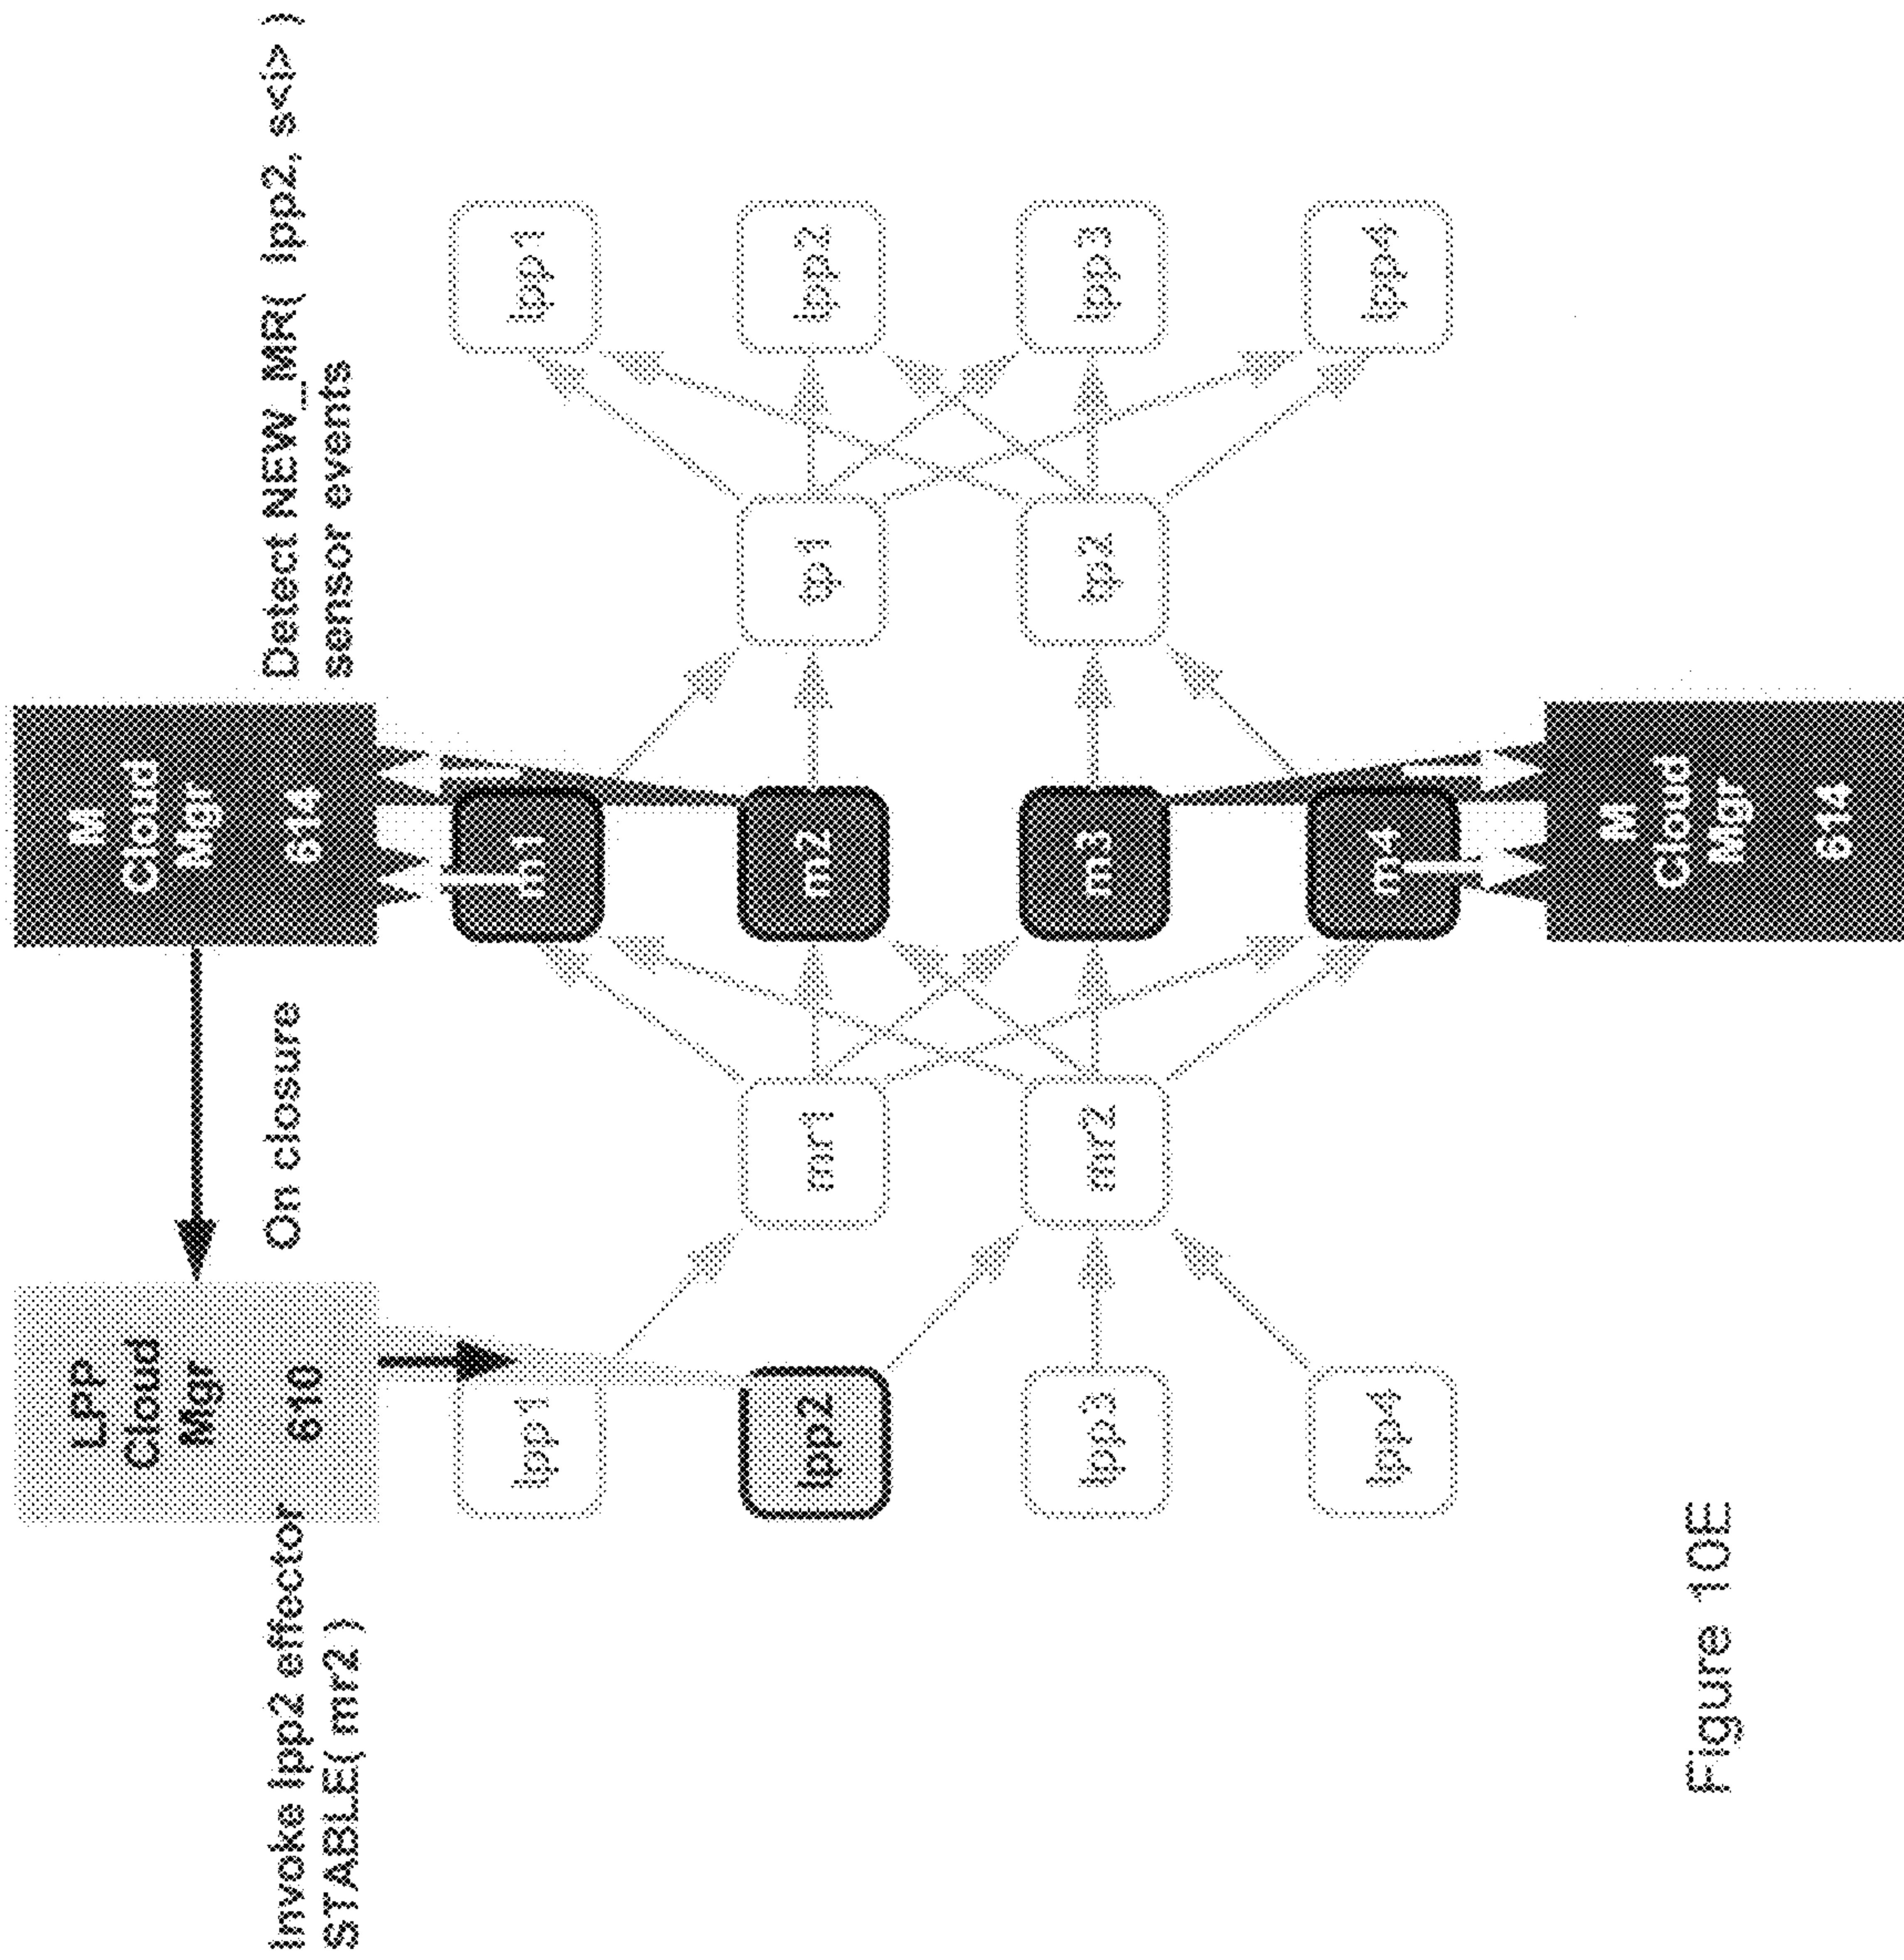 LPP
Cloud
Mgr
610
M
Cloud
Mgr
614
Invoke lpp2 effector
STABLE( mr2 )
On closure
Detect NEW_MR( lpp2, s<i> )
sensor events
lpp1
m1
lpp1
lpp2
mr1
m2
tp1
lpp2
lpp3
mr2
m3
tp2
lpp3
lpp4
m4
lpp4
M
Cloud
Mgr
614
Figure 10E